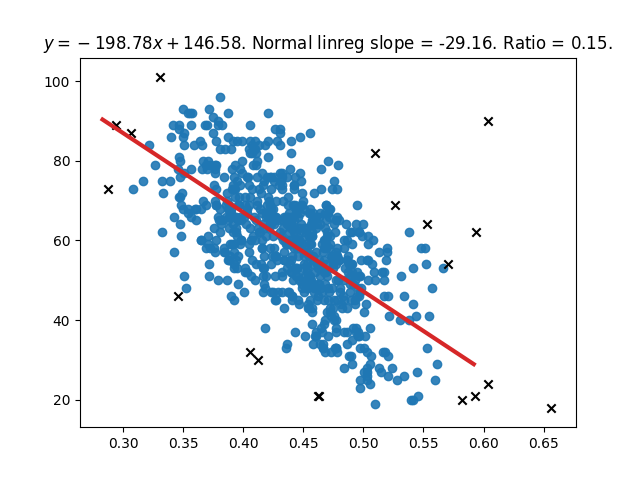 y = − 198.78x + 146.58. Normal linreg slope = -29.16. Ratio = 0.15.
100
80
60
40
20
0.30 0.35 0.40 0.45 0.50 0.55 0.60 0.65